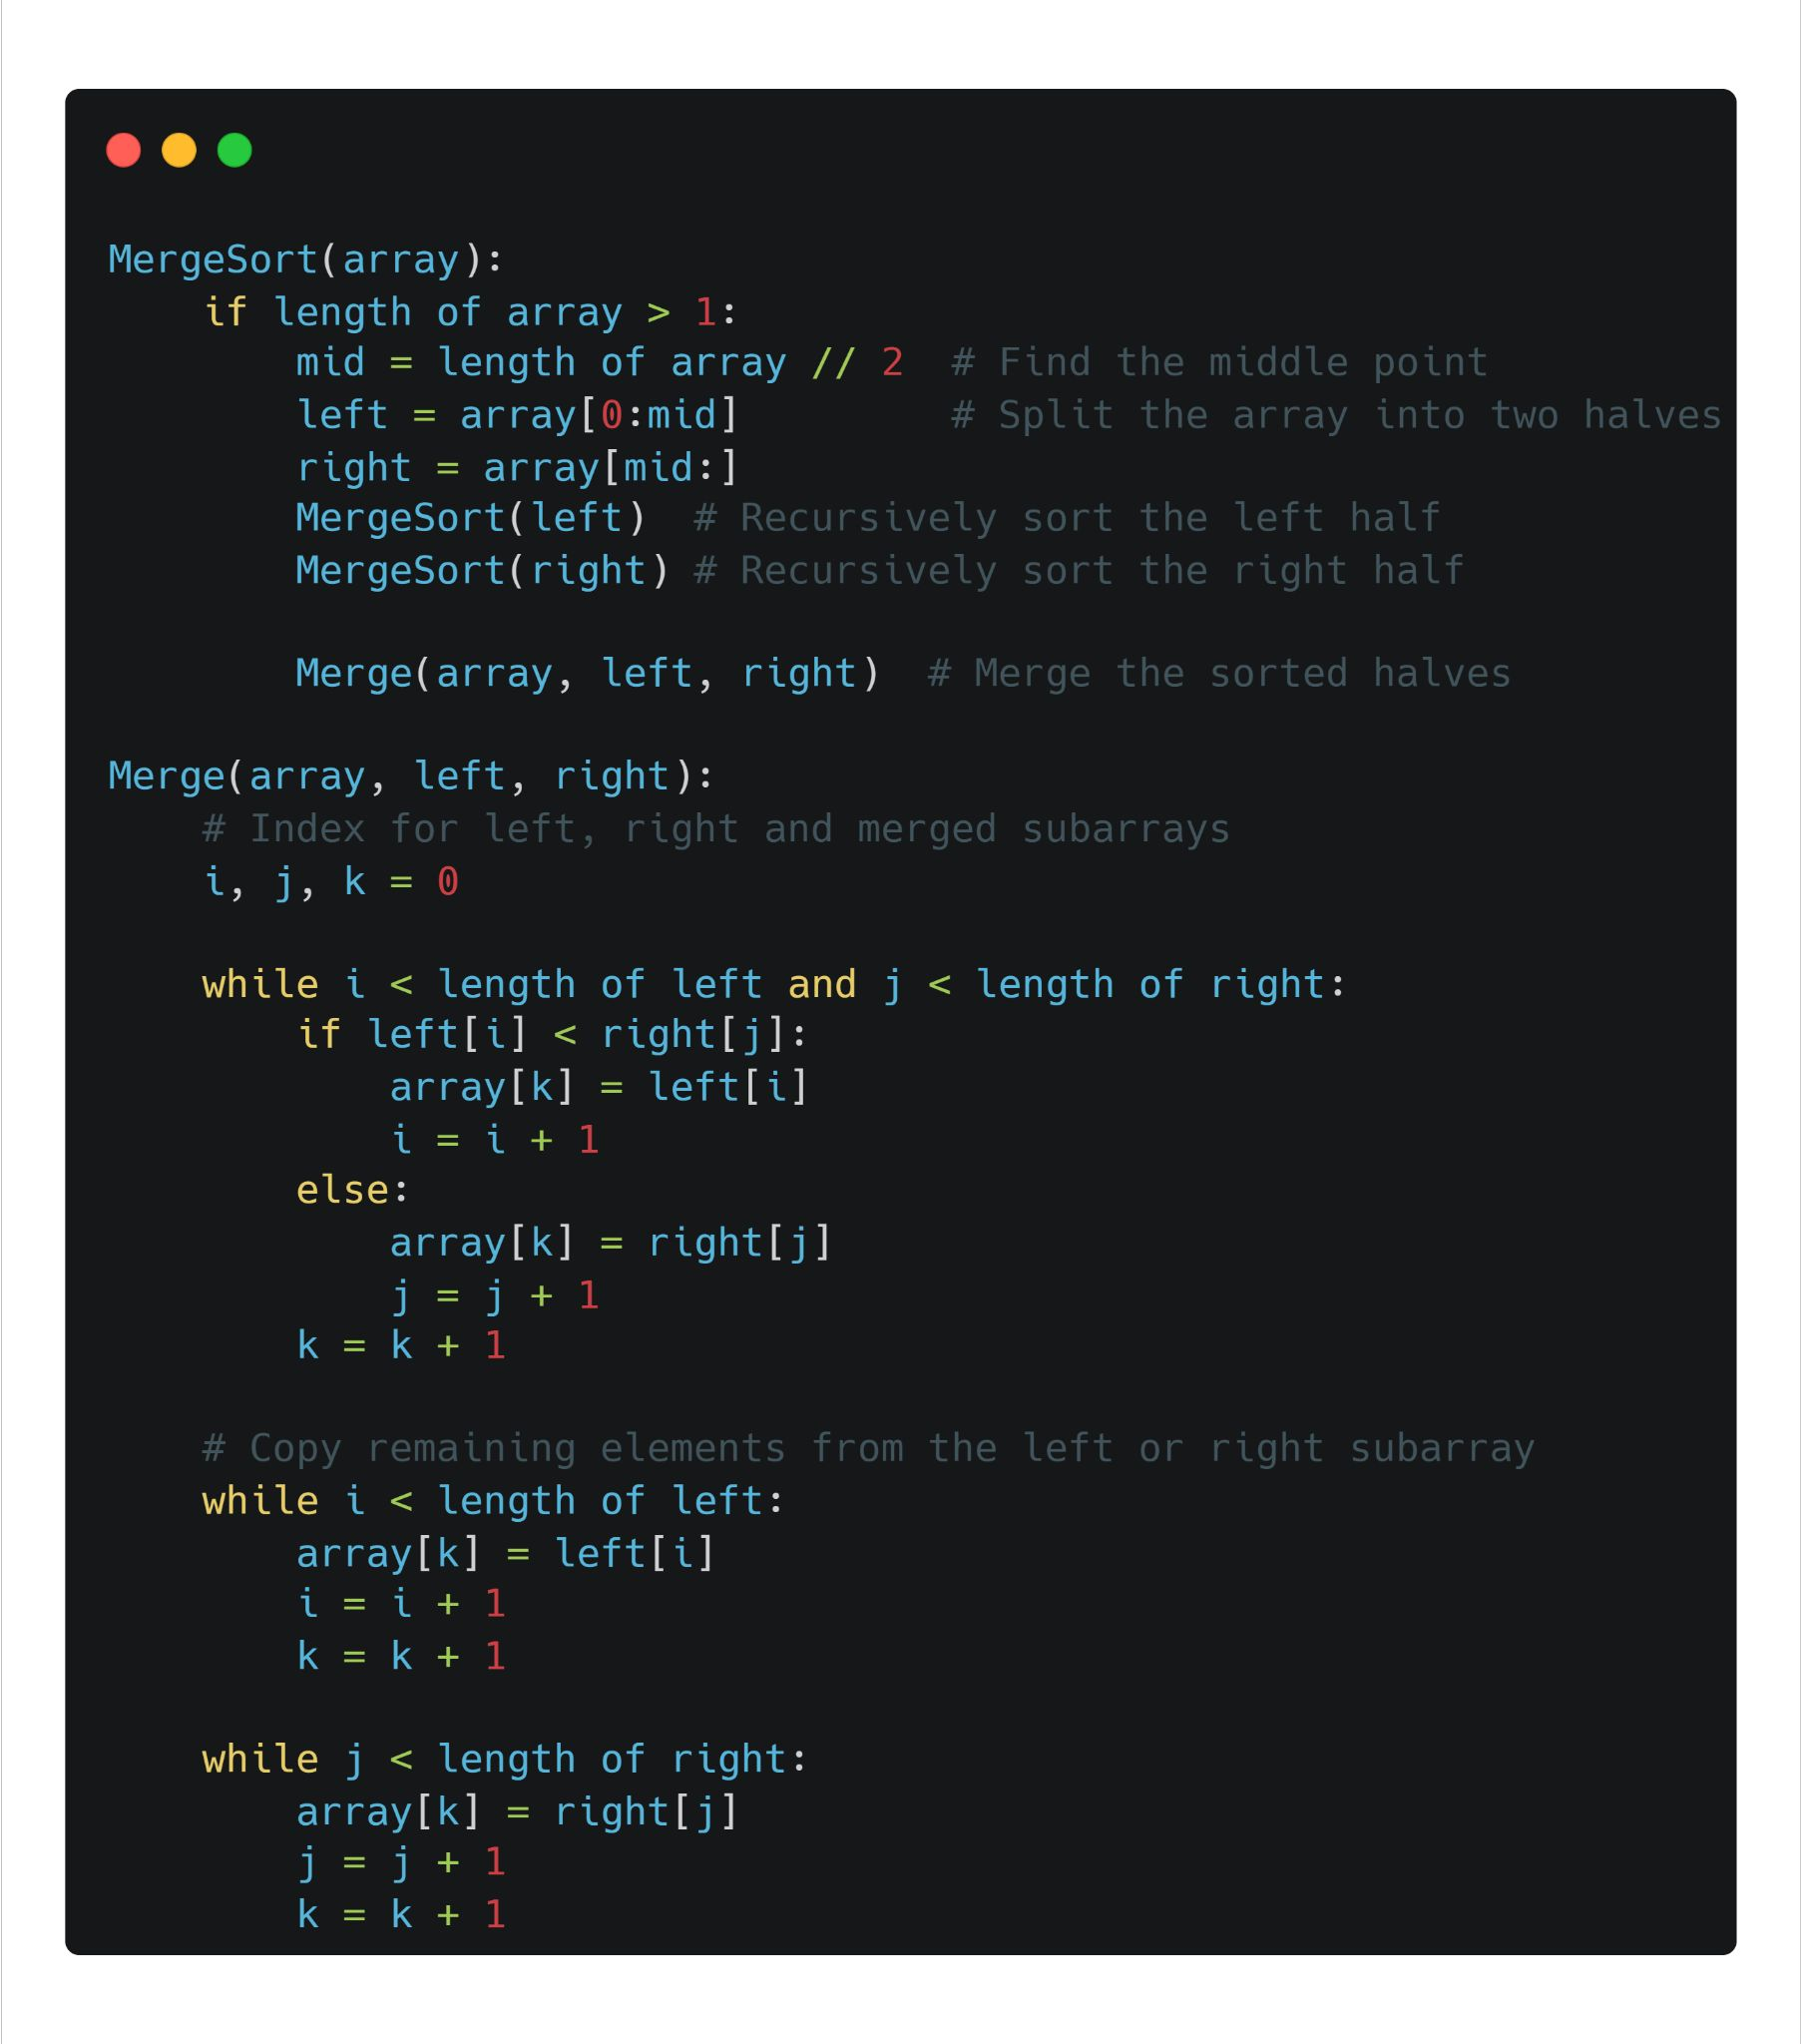 MergeSort(array):
    if length of array > 1:
        mid = length of array // 2  # Find the middle point
        left = array[0:mid]         # Split the array into two halves
        right = array[mid:]
        MergeSort(left)  # Recursively sort the left half
        MergeSort(right) # Recursively sort the right half

        Merge(array, left, right)  # Merge the sorted halves

Merge(array, left, right):
    # Index for left, right and merged subarrays
    i, j, k = 0

    while i < length of left and j < length of right:
        if left[i] < right[j]:
            array[k] = left[i]
            i = i + 1
        else:
            array[k] = right[j]
            j = j + 1
        k = k + 1

    # Copy remaining elements from the left or right subarray
    while i < length of left:
        array[k] = left[i]
        i = i + 1
        k = k + 1

    while j < length of right:
        array[k] = right[j]
        j = j + 1
        k = k + 1